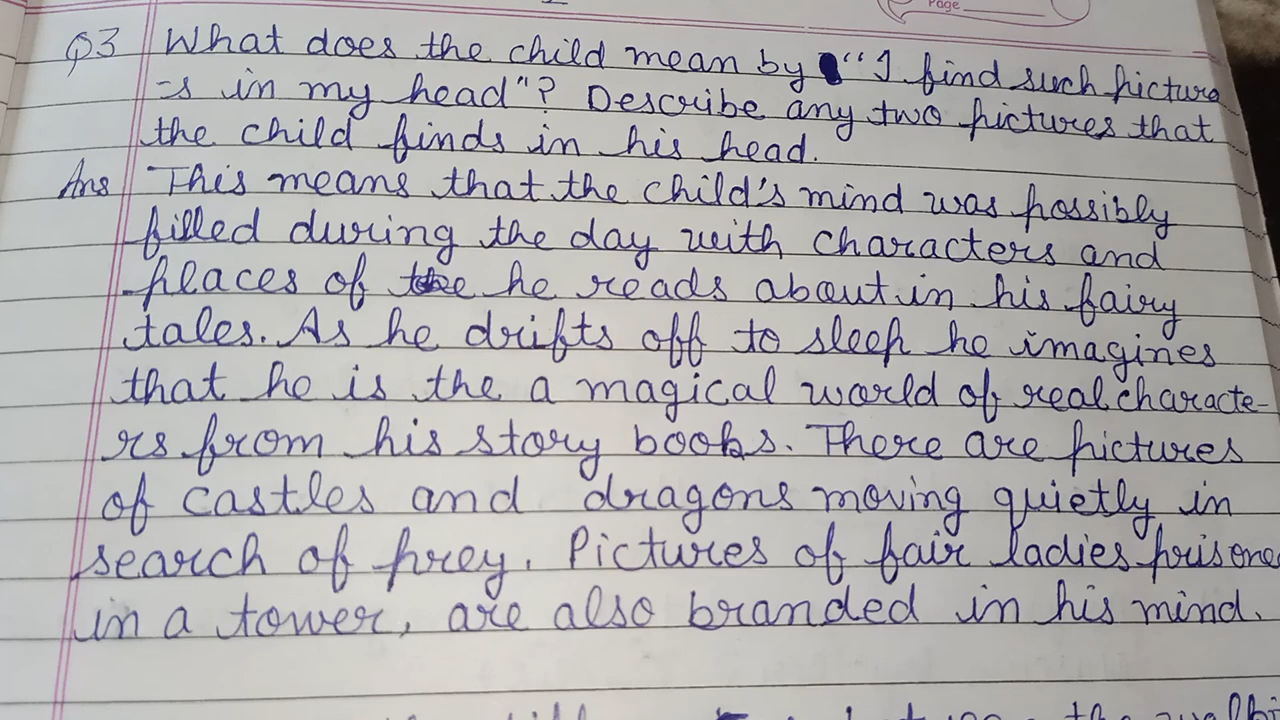 Page
Q3 What does the child mean by "I find such picture
-s in my head"? Describe any two pictures that
the child finds in his head.
Ans This means that the child's mind was possibly
filled during the day with characters and
places of he reads about in his fairy
tales. As he drifts off to sleep he imagines
that he is the a magical world of real characte-
rs from his story books. There are pictures
of castles and dragons moving quietly in
search of prey. Pictures of fair ladies prisone
in a tower, are also branded in his mind.